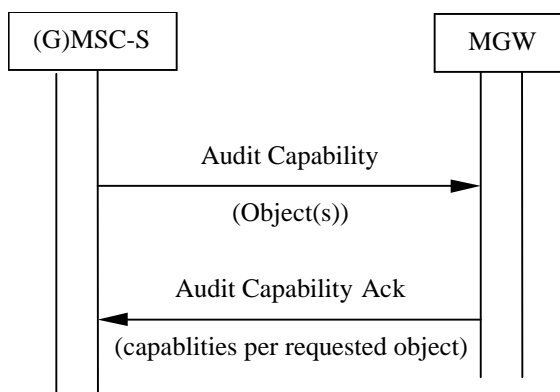 (G)MSC-S
MGW
Audit Capability
(Object(s))
Audit Capability Ack
(capablities per requested object)